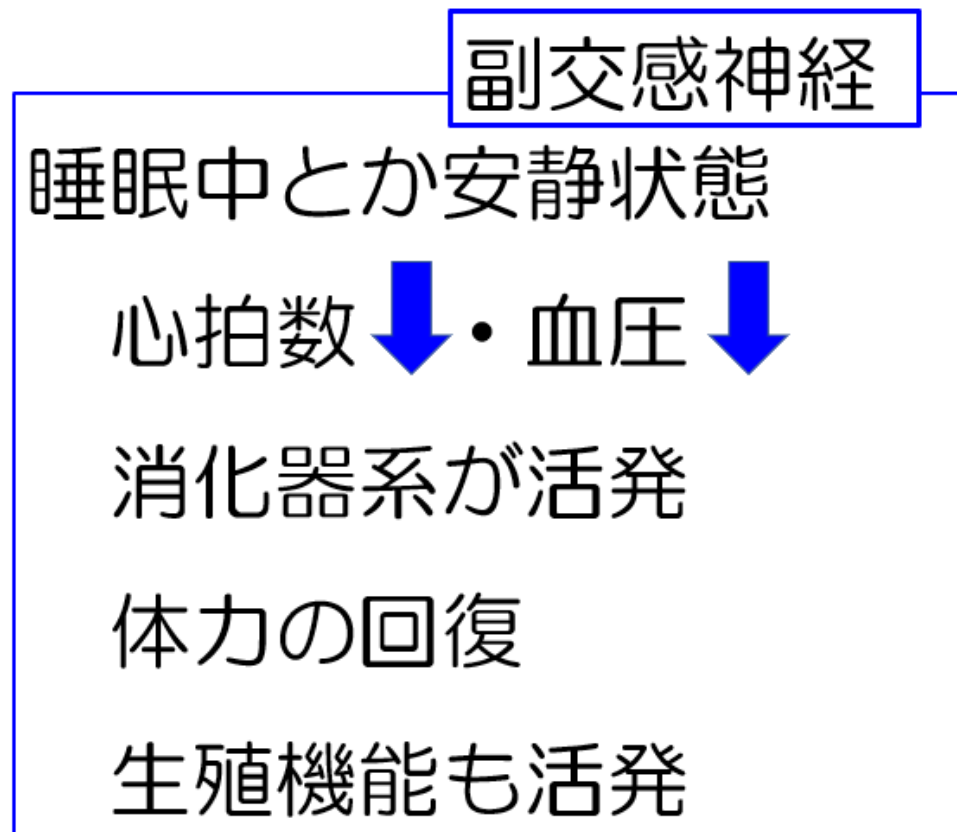 副交感神経
睡眠中とか安静状態
心拍数・血圧
消化器系が活発
体力の回復
生殖機能も活発